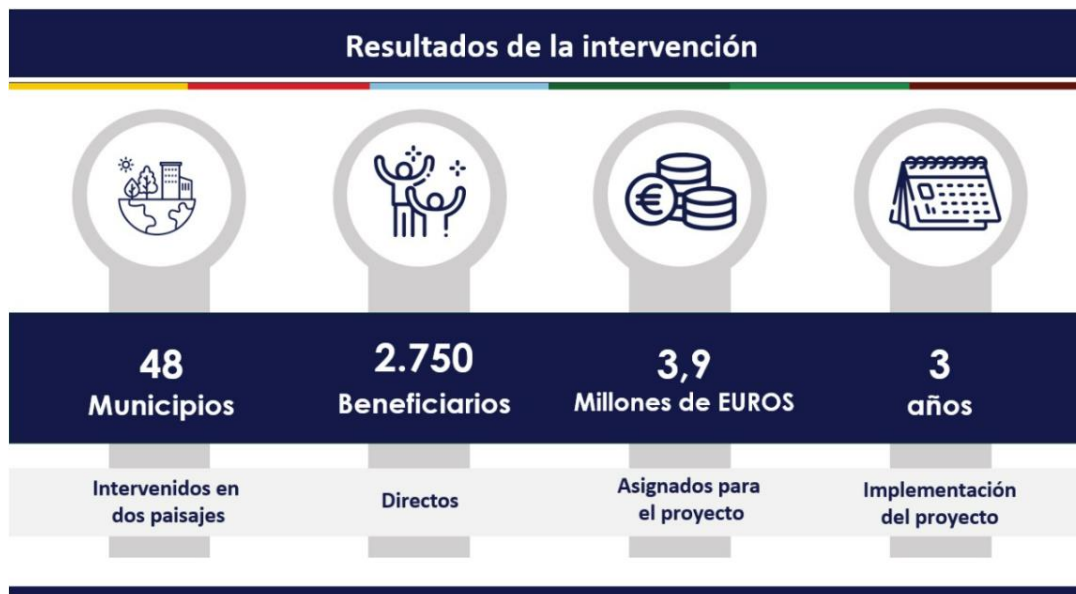 Resultados de la intervención
48
Municipios
Intervenidos en
dos paisajes
2.750
Beneficiarios
Directos
3,9
Millones de EUROS
Asignados para
el proyecto
3
años
Implementación
del proyecto